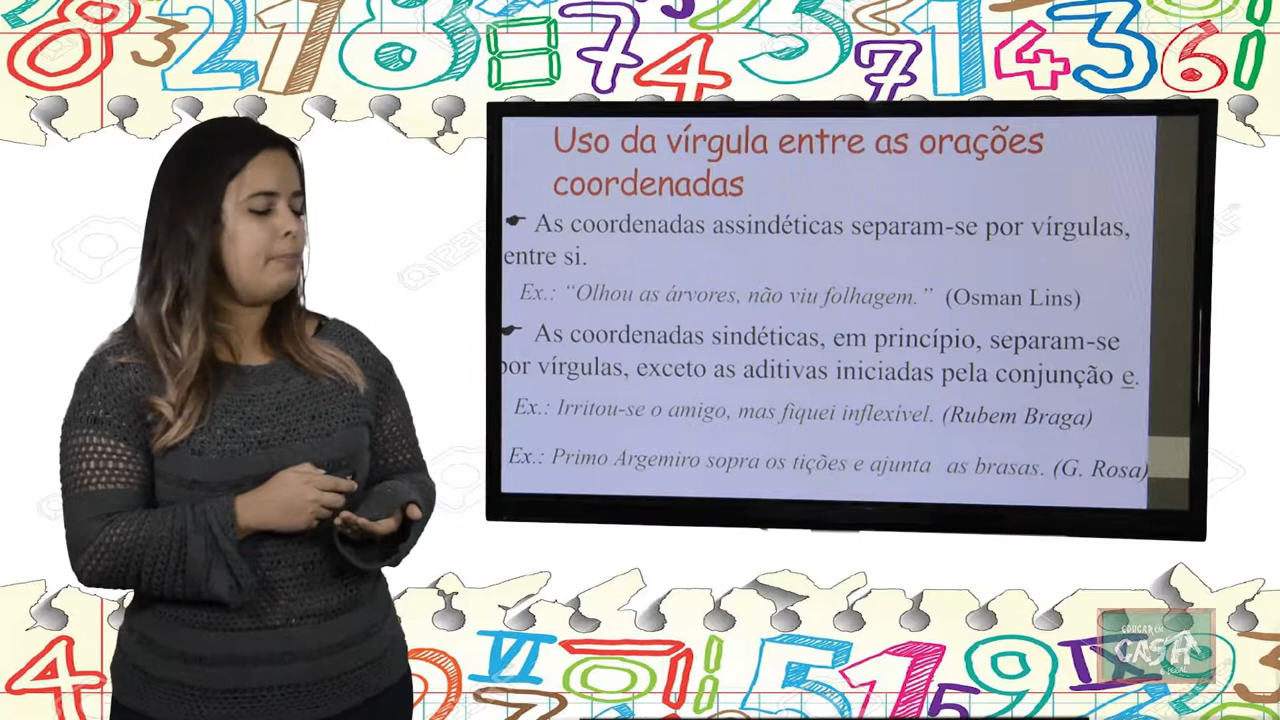 Uso da vírgula entre as orações
coordenadas
As coordenadas assindéticas separam-se por vírgulas,
entre si.
Ex.: “Olhou as árvores, não viu folhagem.” (Osman Lins)
As coordenadas sindéticas, em princípio, separam-se
por vírgulas, exceto as aditivas iniciadas pela conjunção e.
Ex.: Irritou-se o amigo, mas fiquei inflexível. (Rubem Braga)
Ex.: Primo Argemiro sopra os tições e ajunta as brasas. (G. Rosa)
EDUCAR EM
CASA